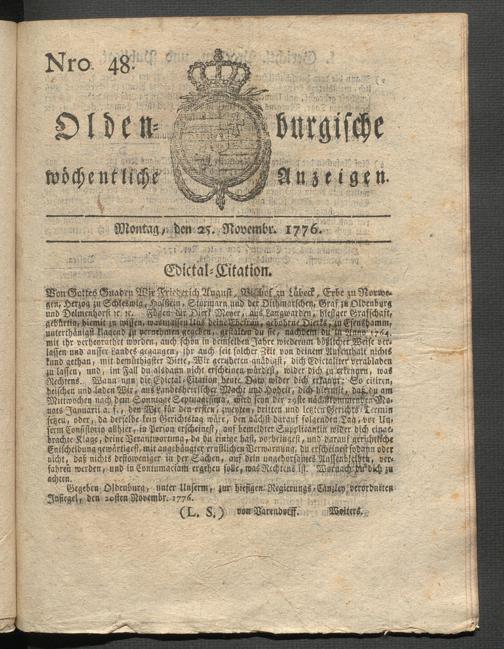 Nro. 48.
Olden- burgische
wöchentliche Anzeigen.
Montag, den 25. Novembr. 1776.
Edictal-Citation.
Von Gottes Gnaden Wir Friederich August, Bischof zu Lübeck, Erbe zu Norwe-
gen, Herzog zu Schleswig, Holstein, Stormarn und der Dithmarschen, Graf zu Oldenburg
und Delmenhorst ꝛc. ꝛc. Fügen dir Dierk Meyer, aus Langwarden, hiesiger Grafschaft,
gebürtig, hiemit zu wissen, wasmassen und deine Ehefrau, gebohrne Dierks, zu Esenshamm,
unterthänigst klagend zu vernehmen gegeben, gestalten du sie, nachdem du in Anno 1764.
mit ihr verheyrathet worden, auch schon in demselben Jahre wiederum böslicher Weise ver-
lassen und ausser Landes gegangen, ihr auch seit solcher Zeit von deinem Aufenthalt nichts
kund gethan, mit demüthigster Bitte, Wir geruheten gnädigst, dich Edictaliter verabladen
zu lassen, und, im Fall du alsdann nicht erscheinen würdest, wider dich zu erkennen, was
Rechtens. Wann nun die Edictal-Citation heut. Dato wider dich erkannt: So citiren,
heischen und laden Wir, aus Landesherrlicher Macht und Hoheit, dich hiermit, daß du am
Mittwochen nach dem Sonntage Septuagesima, wird seyn der 29ste nächstkommenden Mo-
nats Januarii a. f., den Wir für den ersten, zweyten, dritten und letzten Gerichts-Termin
setzen, oder, da derselbe kein Gerichtstag wäre, den nächst darauf folgenden Tag, vor Un-
serm Consistorio allhier, in Person erscheinest, auf bemeldter Supplicantin wider dich einge-
brachte Klage, deine Verantwortung, da du einige hast, vorbringest, und darauf gerichtliche
Entscheidung gewärtigest, mit angehängter ernstlichen Verwarnung, du erscheinest sodann oder
nicht, daß nichts destoweniger in der Sachen, auf dein ungehorsames Aussenbleiben, ver-
fahren werden, und in Contumaciam ergehen solle, was Rechtens ist. Wornach du dich zu
achten.
Gegeben Oldenburg, unter Unserm, zur hiesigen Regierungs-Canzley verordneten
Insiegel, den 20sten Novembr. 1776.
(L. S.) von Varendorff. Wolters.